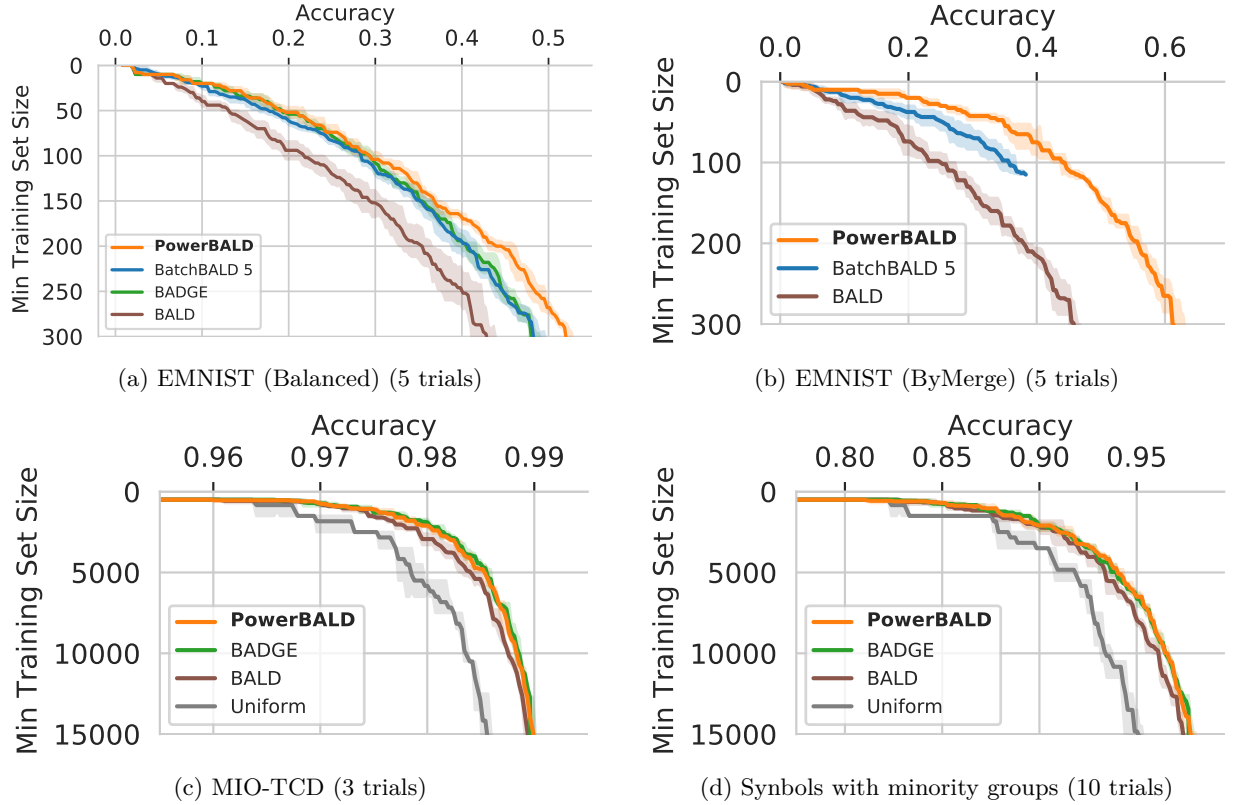 Accuracy
0.0 0.1 0.2 0.3 0.4 0.5
Min Training Set Size
0
50
100
150
200
250
300
PowerBALD
BatchBALD 5
BADGE
BALD
(a) EMNIST (Balanced) (5 trials)
Accuracy
0.0 0.2 0.4 0.6
Min Training Set Size
0
100
200
300
PowerBALD
BatchBALD 5
BALD
(b) EMNIST (ByMerge) (5 trials)
Accuracy
0.96 0.97 0.98 0.99
Min Training Set Size
0
5000
10000
15000
PowerBALD
BADGE
BALD
Uniform
(c) MIO-TCD (3 trials)
Accuracy
0.80 0.85 0.90 0.95
Min Training Set Size
0
5000
10000
15000
PowerBALD
BADGE
BALD
Uniform
(d) Symbols with minority groups (10 trials)